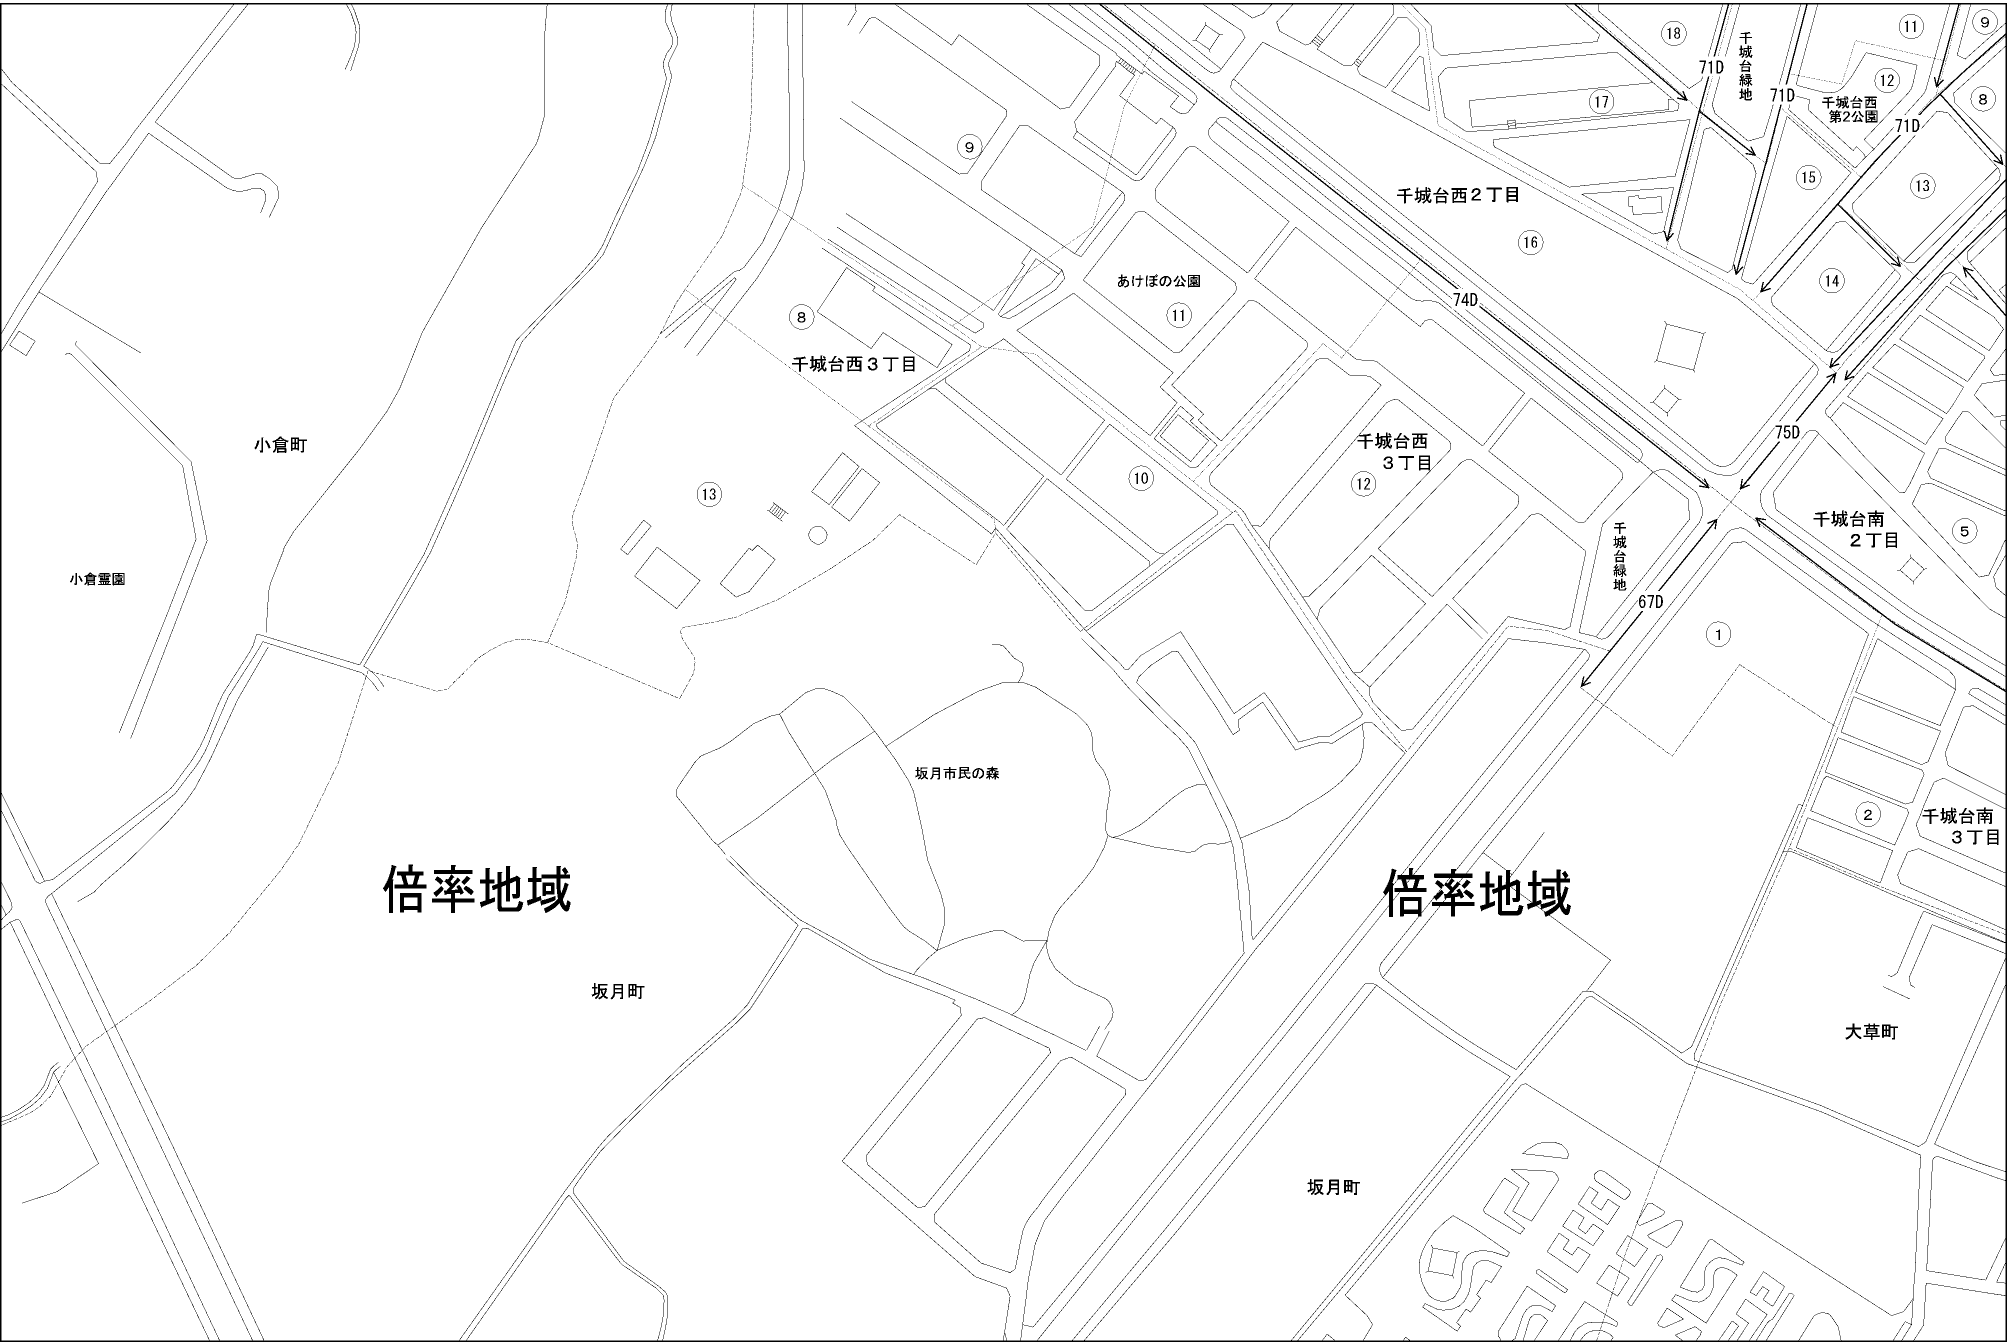 18
千城台緑地
11
9
71D
71D
12
8
17
千城台西
第2公園
71D
9
15
13
千城台西２丁目
16
あけぼの公園
14
8
11
74D
千城台西３丁目
小倉町
千城台西
３丁目
75D
10
12
13
千城台南
２丁目
5
千城台緑地
小倉霊園
67D
1
坂月市民の森
2
千城台南
３丁目
倍率地域
倍率地域
坂月町
大草町
坂月町